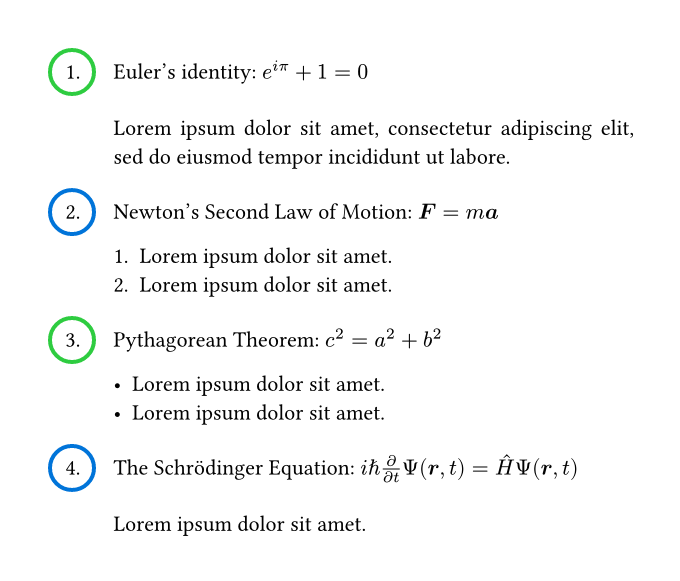 1. Euler's identity: $e^{i\pi} + 1 = 0$
Lorem ipsum dolor sit amet, consectetur adipiscing elit,
sed do eiusmod tempor incididunt ut labore.
2. Newton's Second Law of Motion: $\boldsymbol{F} = m\boldsymbol{a}$
1. Lorem ipsum dolor sit amet.
2. Lorem ipsum dolor sit amet.
3. Pythagorean Theorem: $c^2 = a^2 + b^2$
• Lorem ipsum dolor sit amet.
• Lorem ipsum dolor sit amet.
4. The Schrödinger Equation: $i\hbar\frac{\partial}{\partial t}\Psi(\boldsymbol{r}, t) = \hat{H}\Psi(\boldsymbol{r}, t)$
Lorem ipsum dolor sit amet.